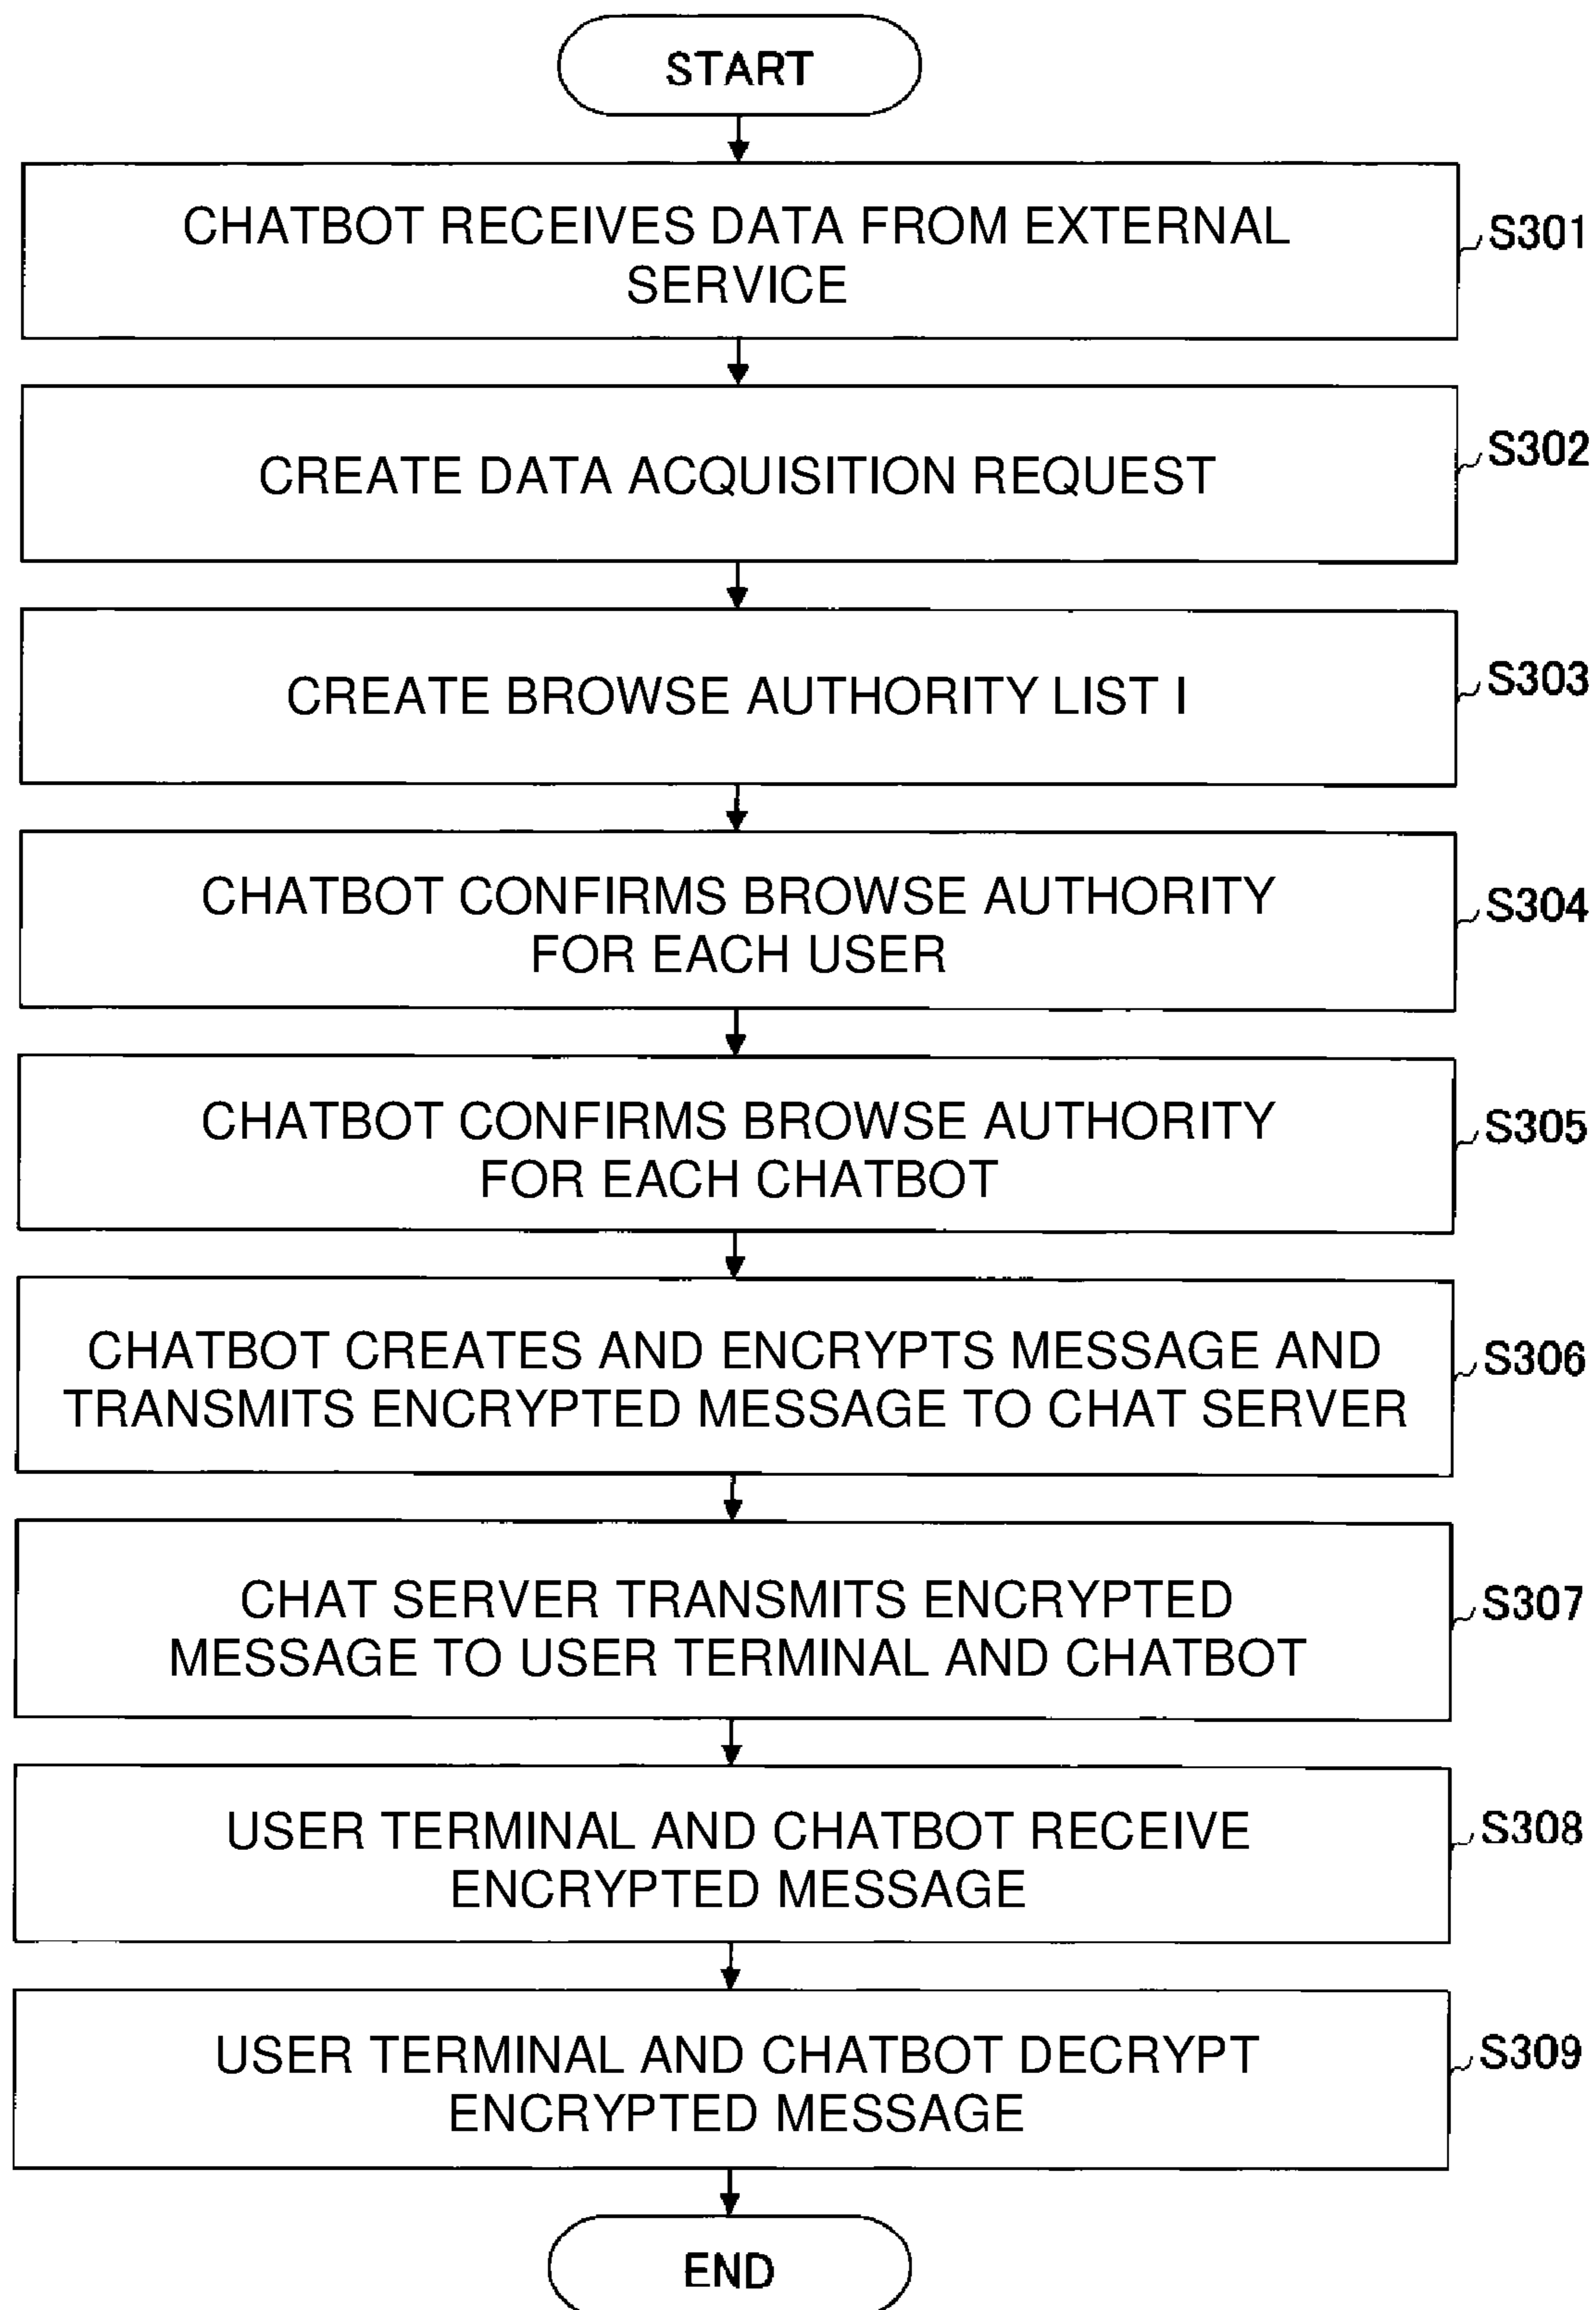 START
CHATBOT RECEIVES DATA FROM EXTERNAL
SERVICE
S301
CREATE DATA ACQUISITION REQUEST
S302
CREATE BROWSE AUTHORITY LIST I
S303
CHATBOT CONFIRMS BROWSE AUTHORITY
FOR EACH USER
S304
CHATBOT CONFIRMS BROWSE AUTHORITY
FOR EACH CHATBOT
S305
CHATBOT CREATES AND ENCRYPTS MESSAGE AND
TRANSMITS ENCRYPTED MESSAGE TO CHAT SERVER
S306
CHAT SERVER TRANSMITS ENCRYPTED
MESSAGE TO USER TERMINAL AND CHATBOT
S307
USER TERMINAL AND CHATBOT RECEIVE
ENCRYPTED MESSAGE
S308
USER TERMINAL AND CHATBOT DECRYPT
ENCRYPTED MESSAGE
S309
END